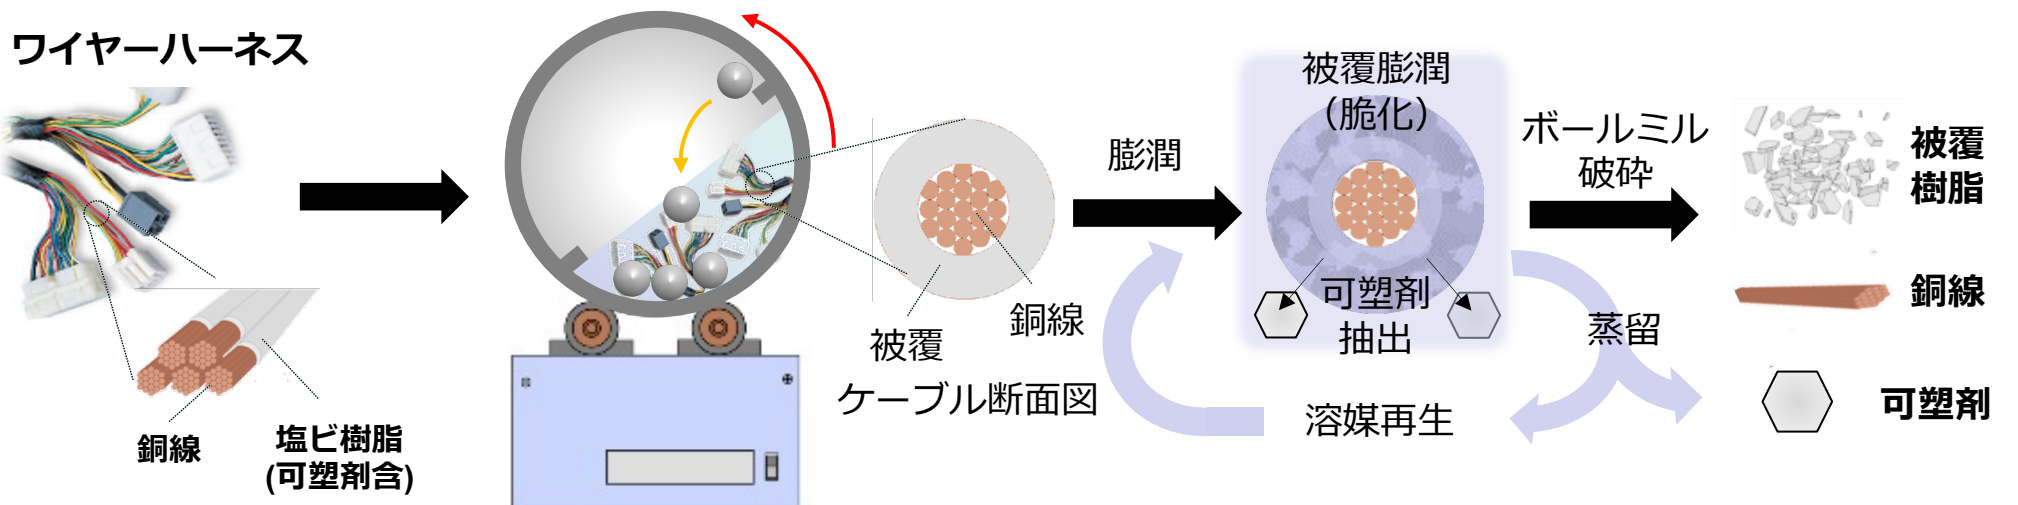 ワイヤーハーネス
銅線
塩ビ樹脂
(可塑剤含)
被覆
銅線
ケーブル断面図
膨潤
被覆膨潤
（脆化）
可塑剤
抽出
溶媒再生
ボールミル
破砕
蒸留
被覆
樹脂
銅線
可塑剤